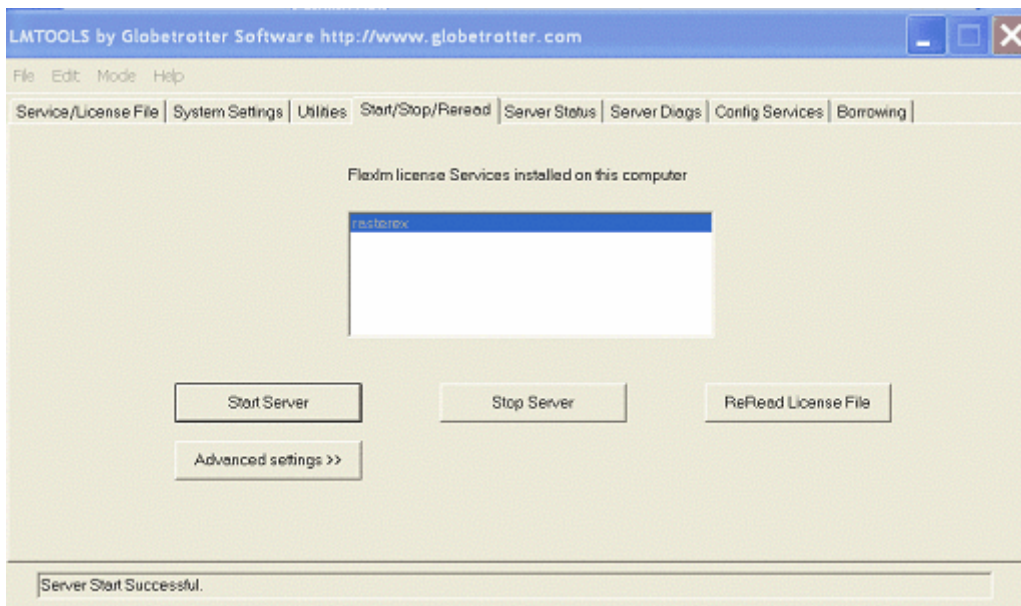 LMTOOLS by Globetrotter Software http://www.globetrotter.com
File Edit Mode Help
Service/License File System Settings Utilities Start/Stop/Reread Server Status Server Diags Config Services Borrowing
Flexlm license Services installed on this computer
rasterex
Start Server Stop Server ReRead License File
Advanced settings >>
Server Start Successful.